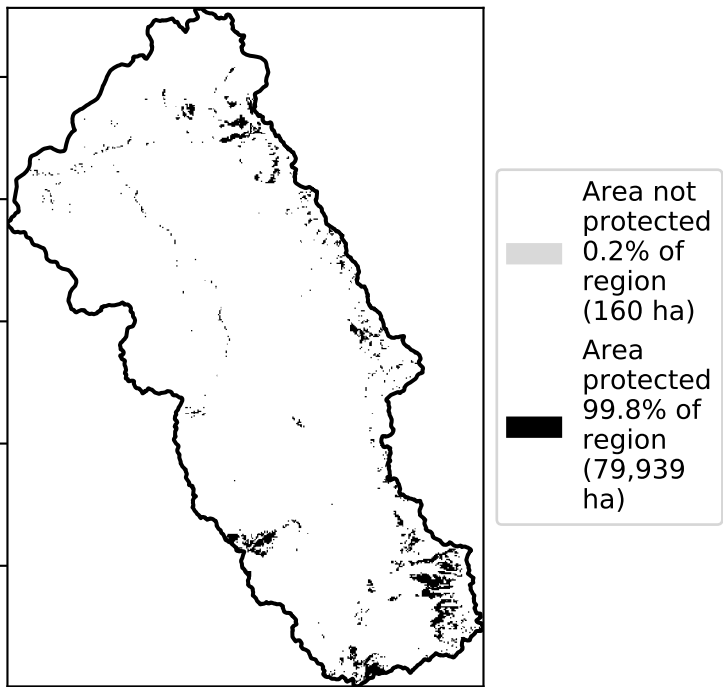 Area not
protected
0.2% of
region
(160 ha)
Area
protected
99.8% of
region
(79,939
ha)